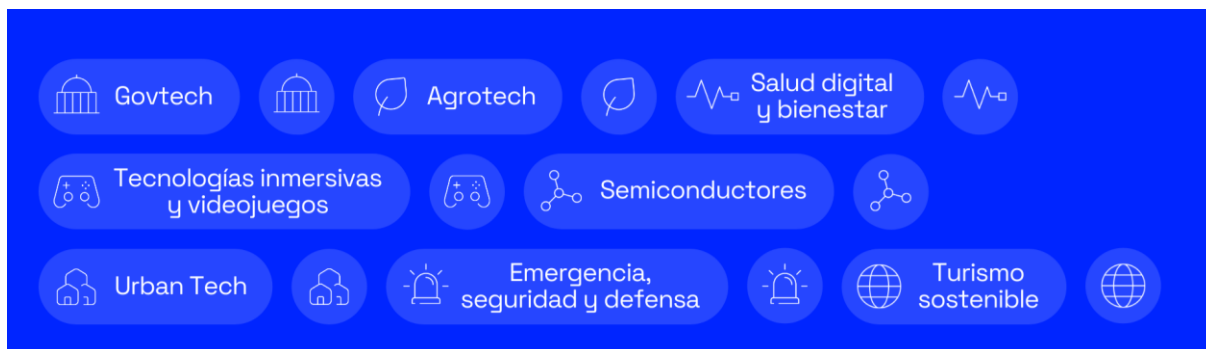 Govtech
Agrotech
Salud digital
y bienestar
Tecnologías inmersivas
y videojuegos
Semiconductores
Urban Tech
Emergencia,
seguridad y defensa
Turismo
sostenible